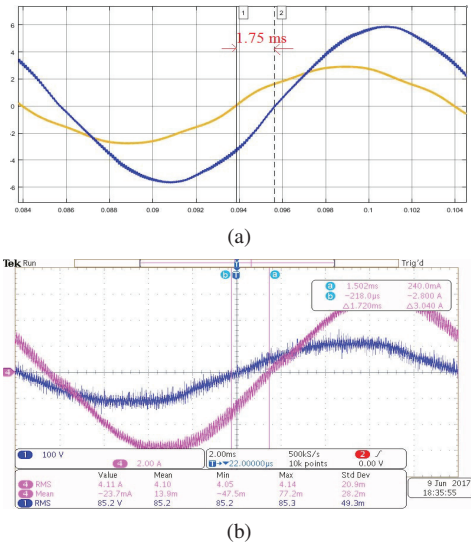 1 2
1.75 ms
6
4
2
0
-2
-4
-6
0.084 0.086 0.088 0.09 0.092 0.094 0.096 0.098 0.1 0.102 0.104
(a)
Tek Run Trig'd
b T a
a 1.502ms 240.0mA
b -218.0μs -2.800 A
△1.720ms △3.040 A
4
1 100 V
4 2.00 A
2.00ms 500kS/s 2
T→▼22.00000μs 10k points 0.00 V
Value Mean Min Max Std Dev
4 RMS 4.11 A 4.10 4.05 4.14 20.9m
4 Mean -23.7mA 13.9m -47.5m 77.2m 28.2m
1 RMS 85.2 V 85.2 85.2 85.3 49.3m
9 Jun 2017
18:35:55
(b)